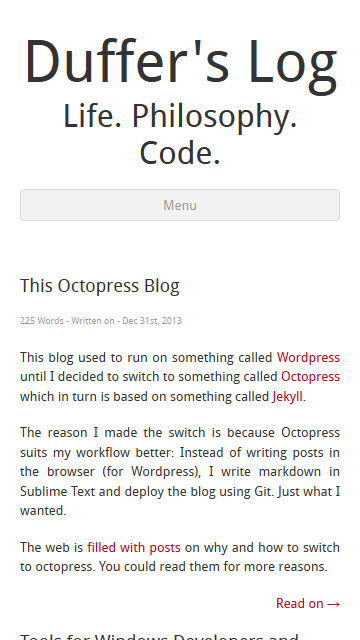 Duffer's Log
Life. Philosophy.
Code.
Menu
This Octopress Blog
225 Words - Written on - Dec 31st, 2013
This blog used to run on something called Wordpress
until I decided to switch to something called Octopress
which in turn is based on something called Jekyll.
The reason I made the switch is because Octopress
suits my workflow better: Instead of writing posts in
the browser (for Wordpress), I write markdown in
Sublime Text and deploy the blog using Git. Just what I
wanted.
The web is filled with posts on why and how to switch
to octopress. You could read them for more reasons.
Read on →
Tools for Windows Developers and